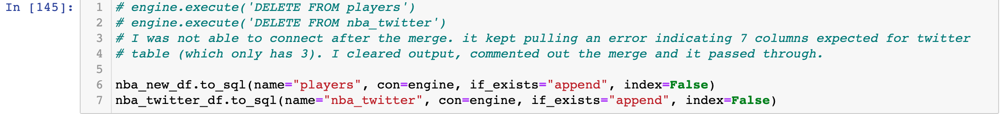 In [145]:
1 # engine.execute('DELETE FROM players')
2 # engine.execute('DELETE FROM nba_twitter')
3 # I was not able to connect after the merge. it kept pulling an error indicating 7 columns expected for twitter
4 # table (which only has 3). I cleared output, commented out the merge and it passed through.
5
6 nba_new_df.to_sql(name="players", con=engine, if_exists="append", index=False)
7 nba_twitter_df.to_sql(name="nba_twitter", con=engine, if_exists="append", index=False)